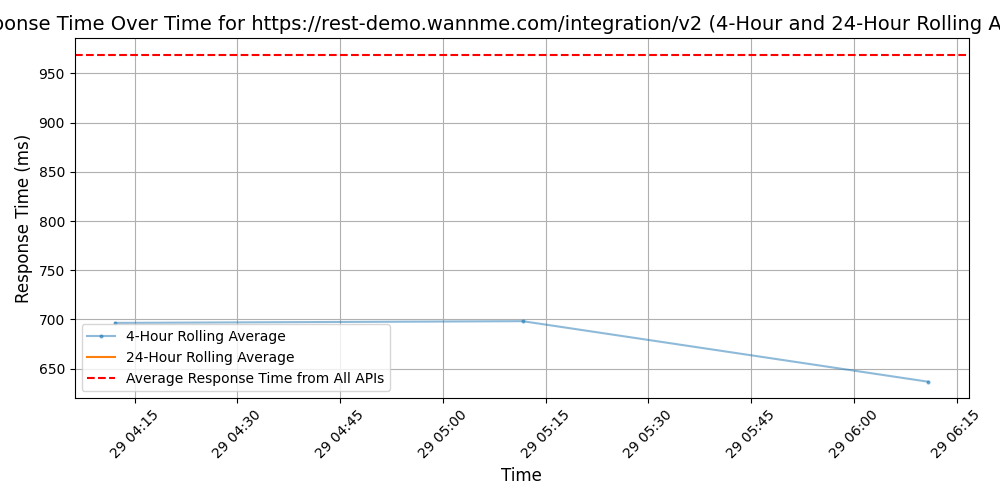 onse Time Over Time for https://rest-demo.wannme.com/integration/v2 (4-Hour and 24-Hour Rolling A
Response Time (ms)
950
900
850
800
750
700
650
4-Hour Rolling Average
24-Hour Rolling Average
Average Response Time from All APIs
29 04:15
29 04:30
29 04:45
29 05:00
29 05:15
29 05:30
29 05:45
29 06:00
29 06:15
Time